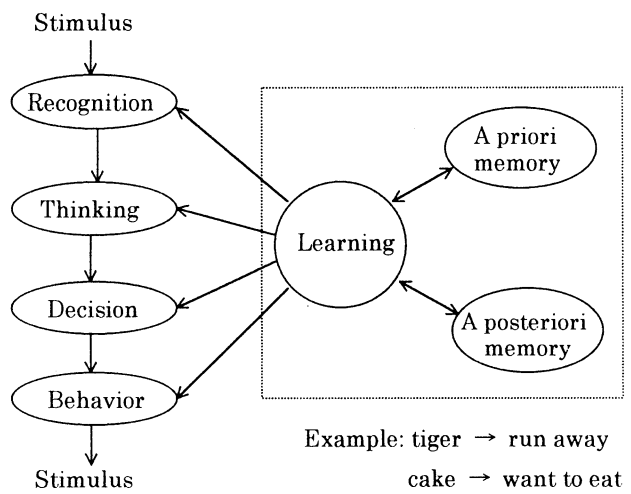 Stimulus
Recognition
Thinking
Decision
Behavior
Stimulus
Learning
A priori
memory
A posteriori
memory
Example: tiger → run away
cake → want to eat